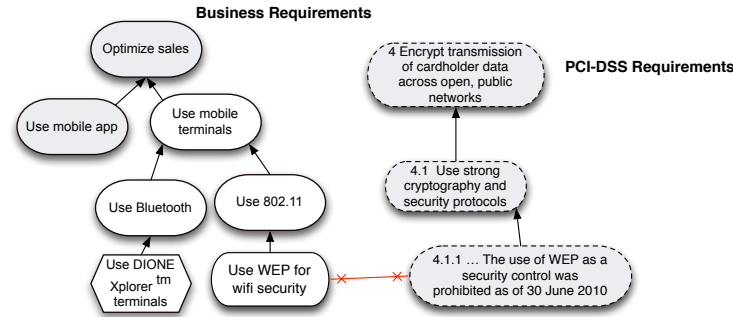 Business Requirements
Optimize sales
Use mobile app
Use mobile
terminals
Use Bluetooth
Use 802.11
Use DIONE
Xplorer tm
terminals
Use WEP for
wifi security
PCI-DSS Requirements
4 Encrypt transmission
of cardholder data
across open, public
networks
4.1 Use strong
cryptography and
security protocols
4.1.1 ... The use of WEP as a
security control was
prohibited as of 30 June 2010